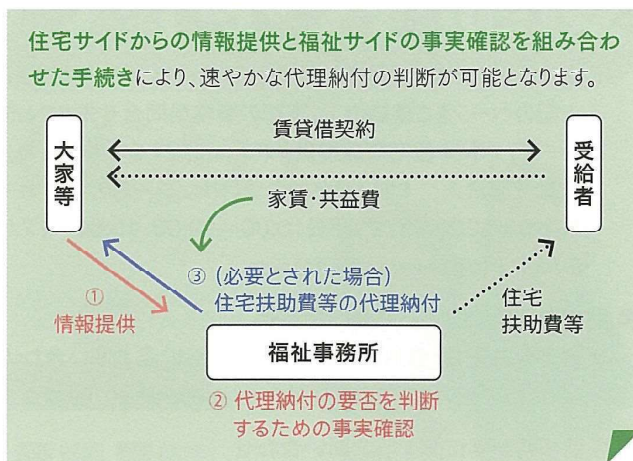 住宅サイドからの情報提供と福祉サイドの事実確認を組み合わ
せた手続きにより、速やかな代理納付の判断が可能となります。
賃貸借契約
大家等
受給者
家賃・共益費
③（必要とされた場合）
住宅扶助費等の代理納付
①
情報提供
住宅
扶助費等
福祉事務所
② 代理納付の要否を判断
するための事実確認